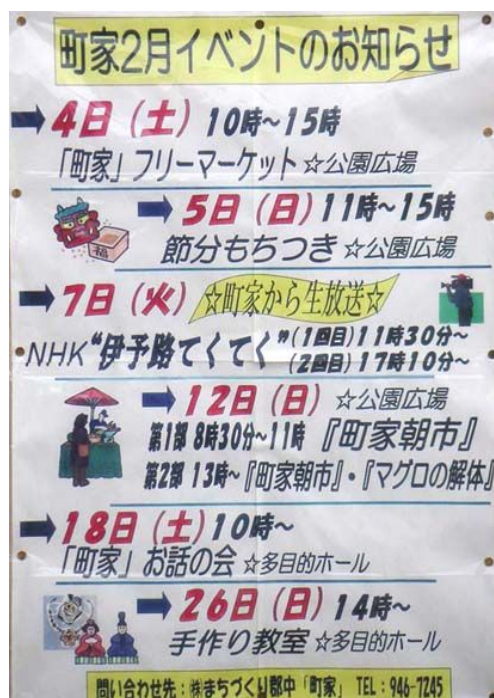 町家2月イベントのお知らせ
➡4日(土)10時~15時
「町家」フリーマーケット☆公園広場
➡5日(日)11時~15時
福
節分もちつき☆公園広場
➡7日(火)☆町家から生放送☆
NHK“伊予路てくてく”(1回目)11時30分~
(2回目)17時10分~
➡12日(日)☆公園広場
第1部 8時30分~11時『町家朝市』
第2部 13時~『町家朝市』・『マグロの解体』
➡18日(土)10時~
「町家」お話の会☆多目的ホール
➡26日(日)14時~
手作り教室☆多目的ホール
問い合わせ先:㈱まちづくり郡中「町家」 TEL:946-7245